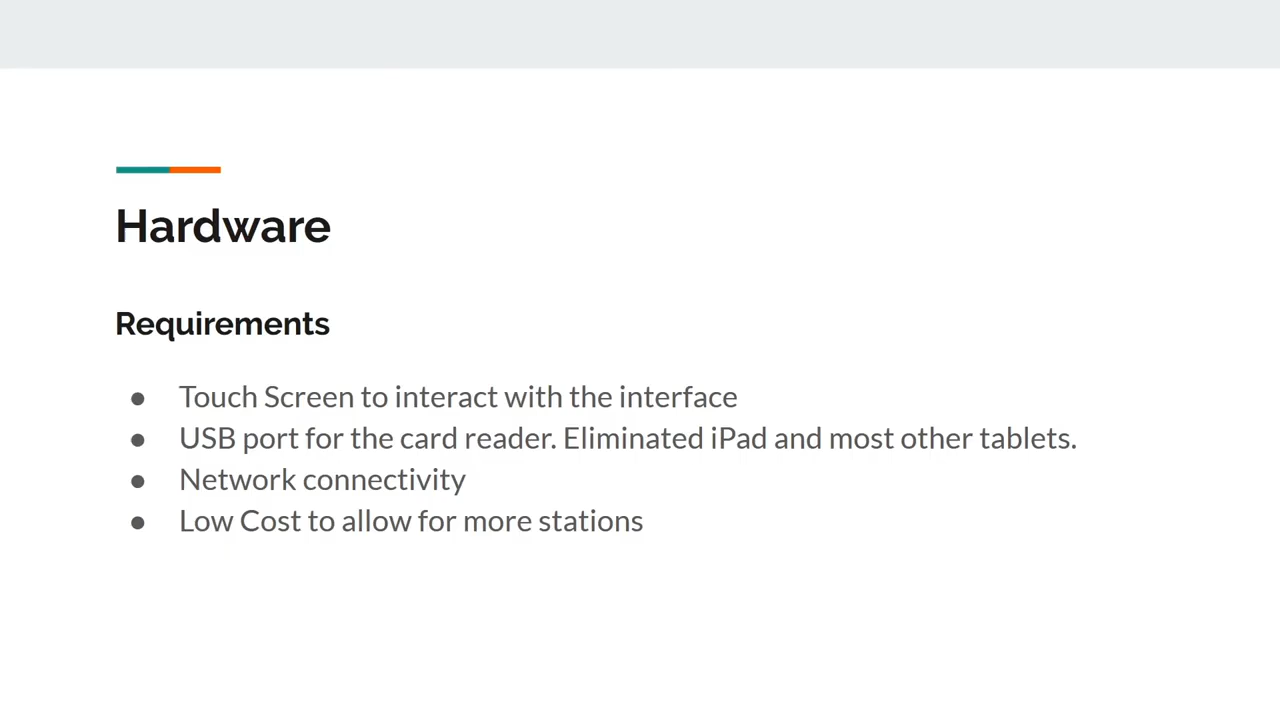 Hardware
Requirements
● Touch Screen to interact with the interface
● USB port for the card reader. Eliminated iPad and most other tablets.
● Network connectivity
● Low Cost to allow for more stations